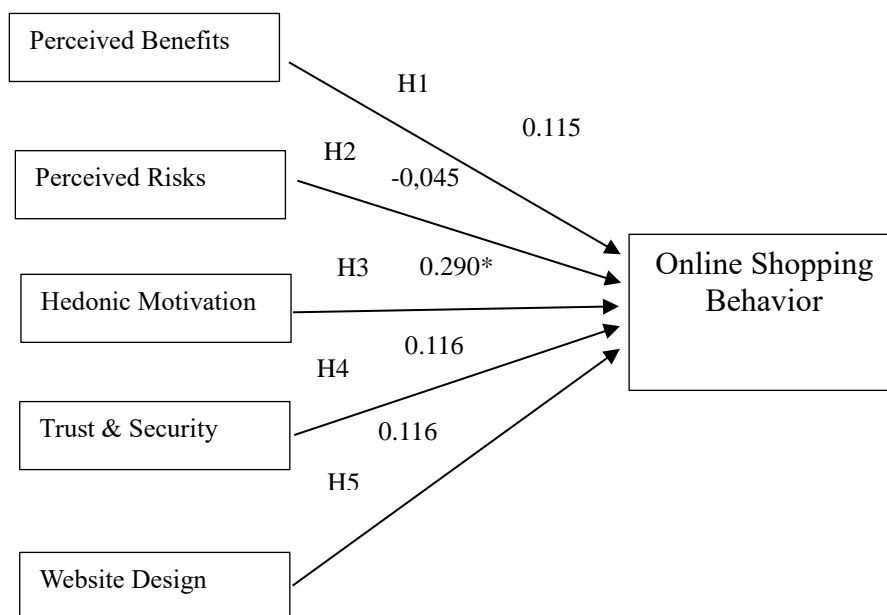 Perceived Benefits
H1
0.115
H2
-0,045
Perceived Risks
H3
0.290*
Online Shopping
Behavior
Hedonic Motivation
0.116
H4
Trust & Security
0.116
H5
Website Design